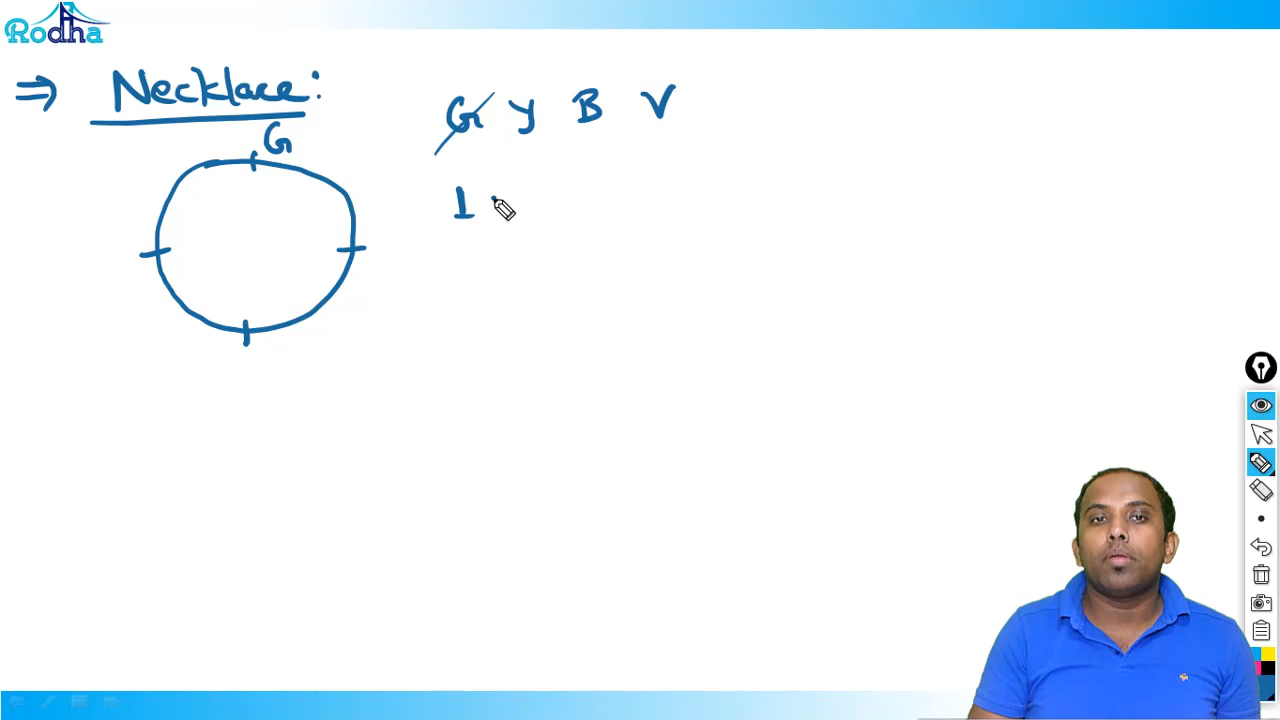 Rodha
⇒ Necklace:
G Y B V
G
1